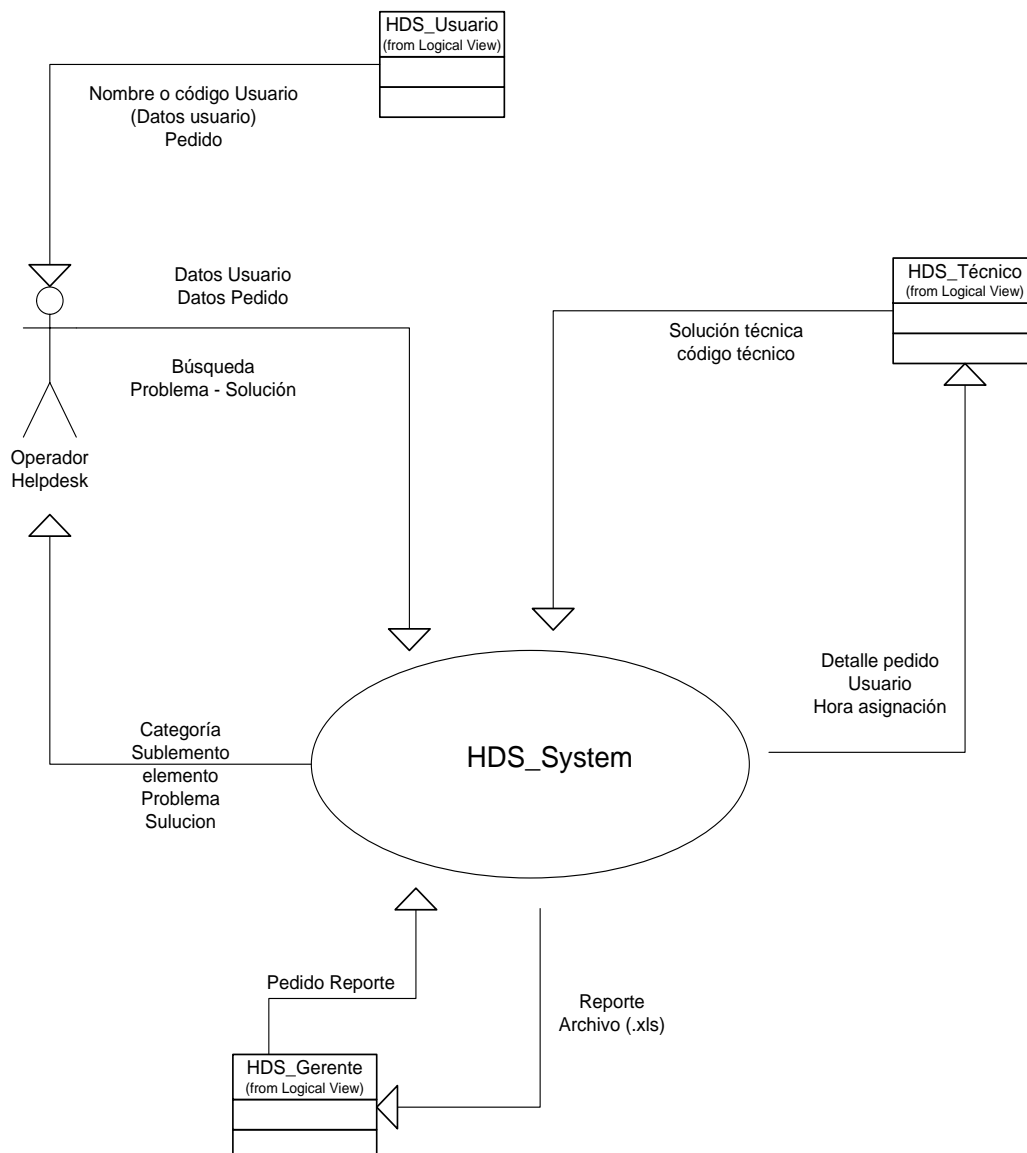 HDS_Usuario
(from Logical View)
Nombre o código Usuario
(Datos usuario)
Pedido
Datos Usuario
Datos Pedido
Búsqueda
Problema - Solución
Operador
Helpdesk
HDS_Técnico
(from Logical View)
Solución técnica
código técnico
Detalle pedido
Usuario
Hora asignación
Categoría
Sublemento
elemento
Problema
Sulucion
HDS_System
Pedido Reporte
Reporte
Archivo (.xls)
HDS_Gerente
(from Logical View)